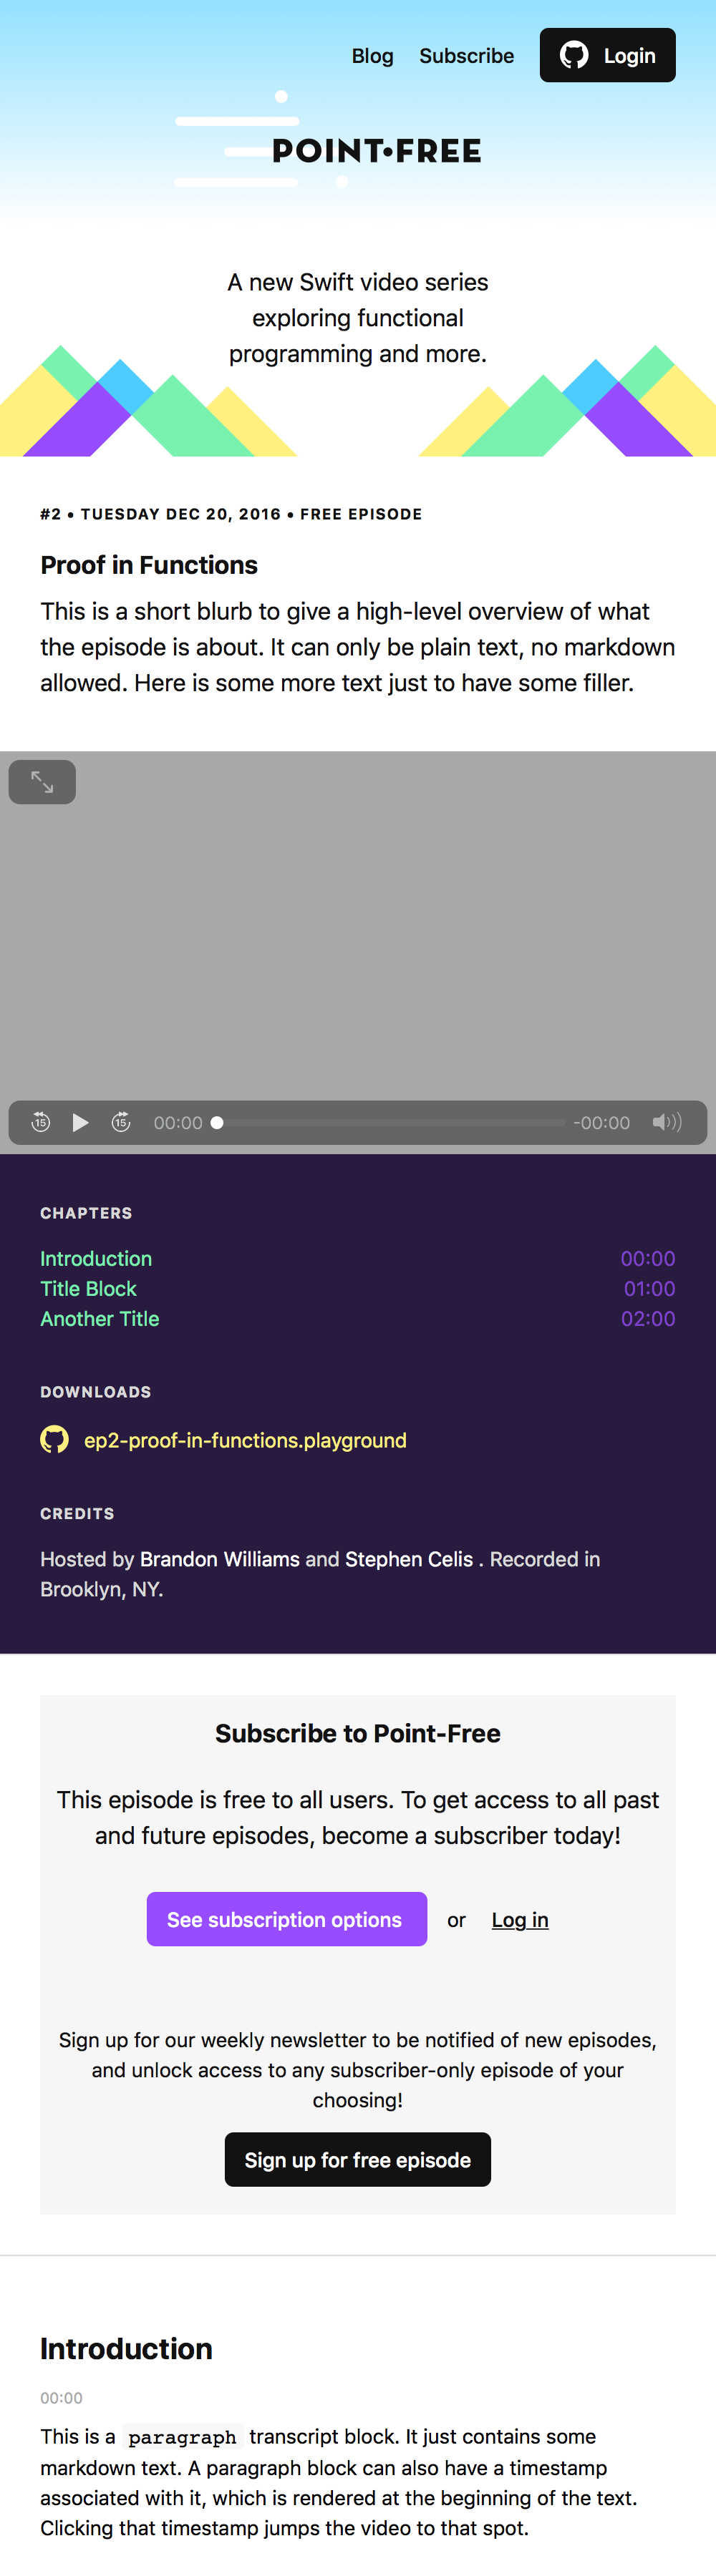 Blog Subscribe Login
POINT•FREE
A new Swift video series
exploring functional
programming and more.
#2 • TUESDAY DEC 20, 2016 • FREE EPISODE
Proof in Functions
This is a short blurb to give a high-level overview of what
the episode is about. It can only be plain text, no markdown
allowed. Here is some more text just to have some filler.
15 15 00:00 -00:00
CHAPTERS
Introduction 00:00
Title Block 01:00
Another Title 02:00
DOWNLOADS
ep2-proof-in-functions.playground
CREDITS
Hosted by Brandon Williams and Stephen Celis . Recorded in
Brooklyn, NY.
Subscribe to Point-Free
This episode is free to all users. To get access to all past
and future episodes, become a subscriber today!
See subscription options or Log in
Sign up for our weekly newsletter to be notified of new episodes,
and unlock access to any subscriber-only episode of your
choosing!
Sign up for free episode
Introduction
00:00
This is a paragraph transcript block. It just contains some
markdown text. A paragraph block can also have a timestamp
associated with it, which is rendered at the beginning of the text.
Clicking that timestamp jumps the video to that spot.